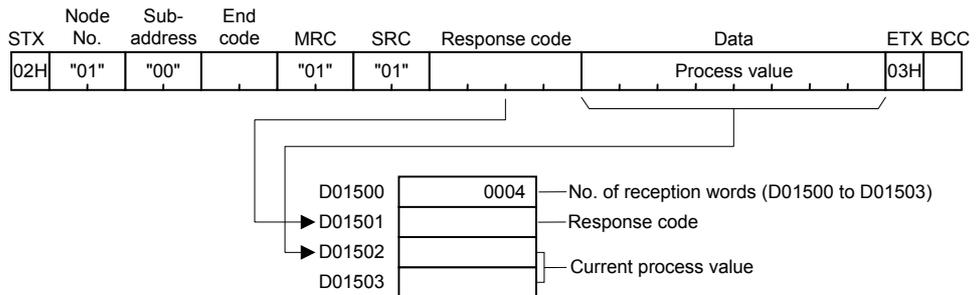 STX Node No. Sub-address End code MRC SRC Response code Data ETX BCC
02H "01" "00" "01" "01" Process value 03H
D01500 0004 No. of reception words (D01500 to D01503)
D01501 Response code
D01502
Current process value
D01503